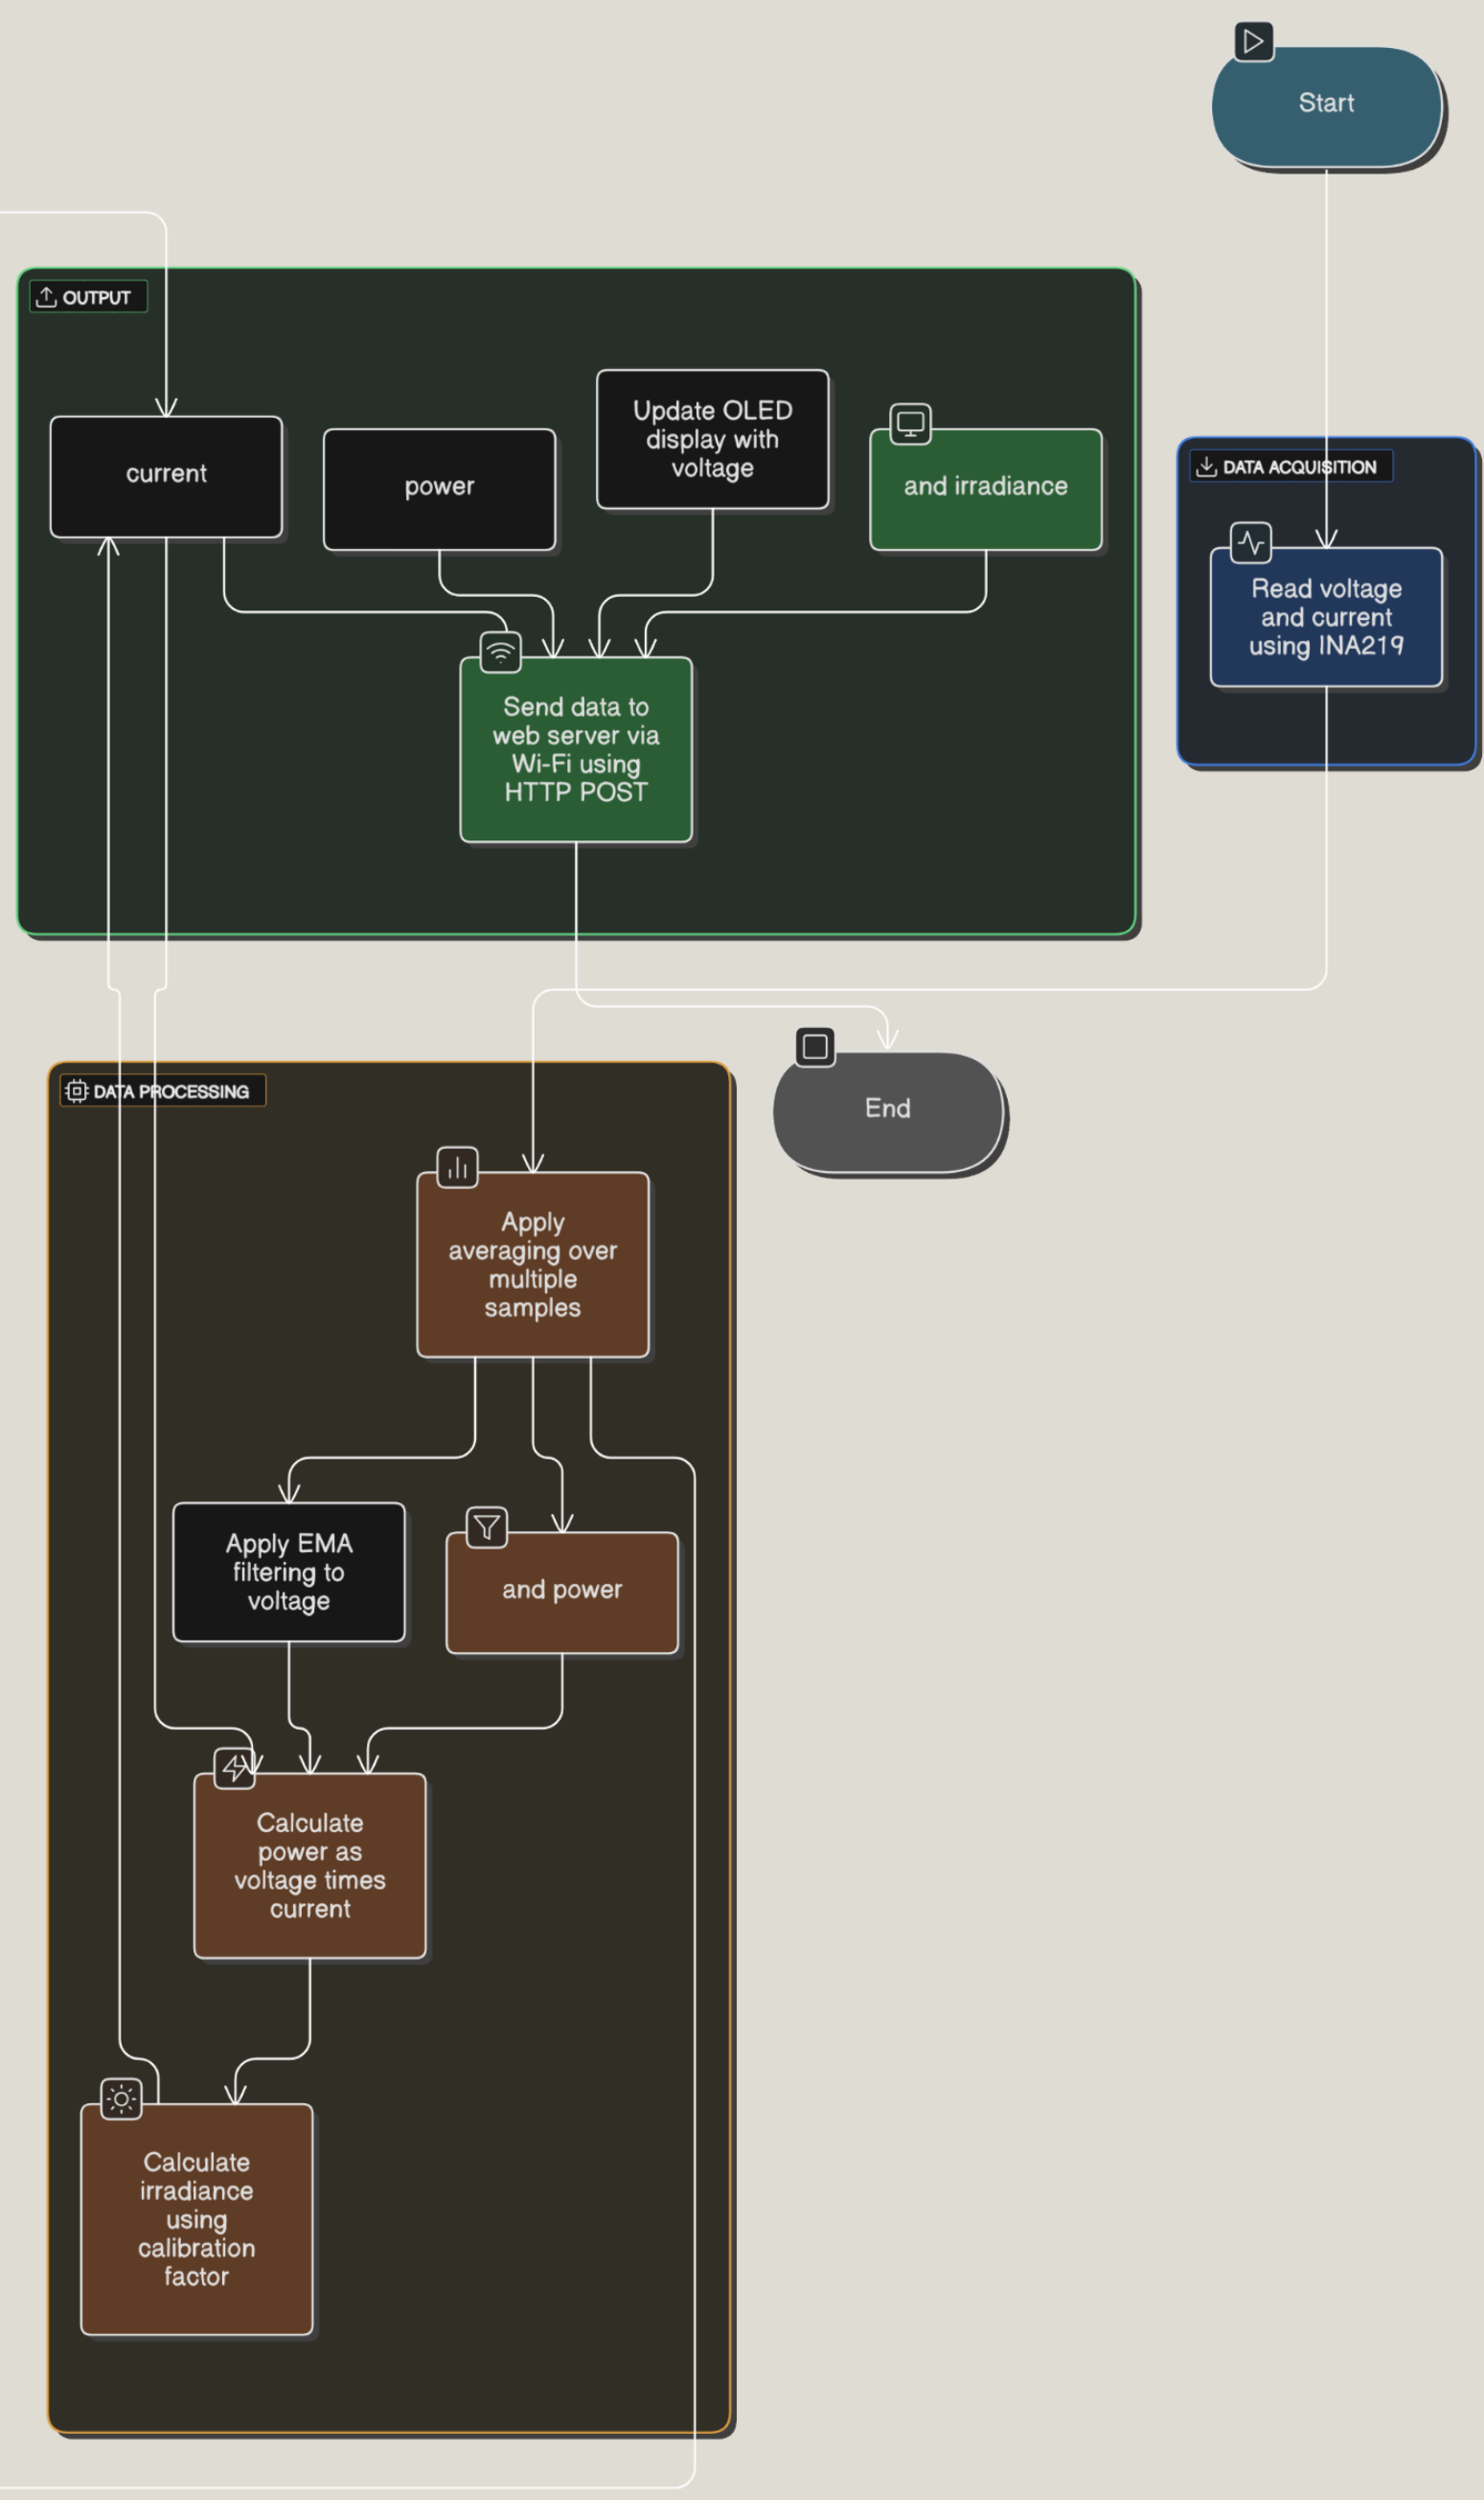 Start
OUTPUT
current
power
Update OLED
display with
voltage
and irradiance
DATA ACQUISITION
Read voltage
and current
using INA219
Send data to
web server via
Wi-Fi using
HTTP POST
End
DATA PROCESSING
Apply
averaging over
multiple
samples
Apply EMA
filtering to
voltage
and power
Calculate
power as
voltage times
current
Calculate
irradiance
using
calibration
factor